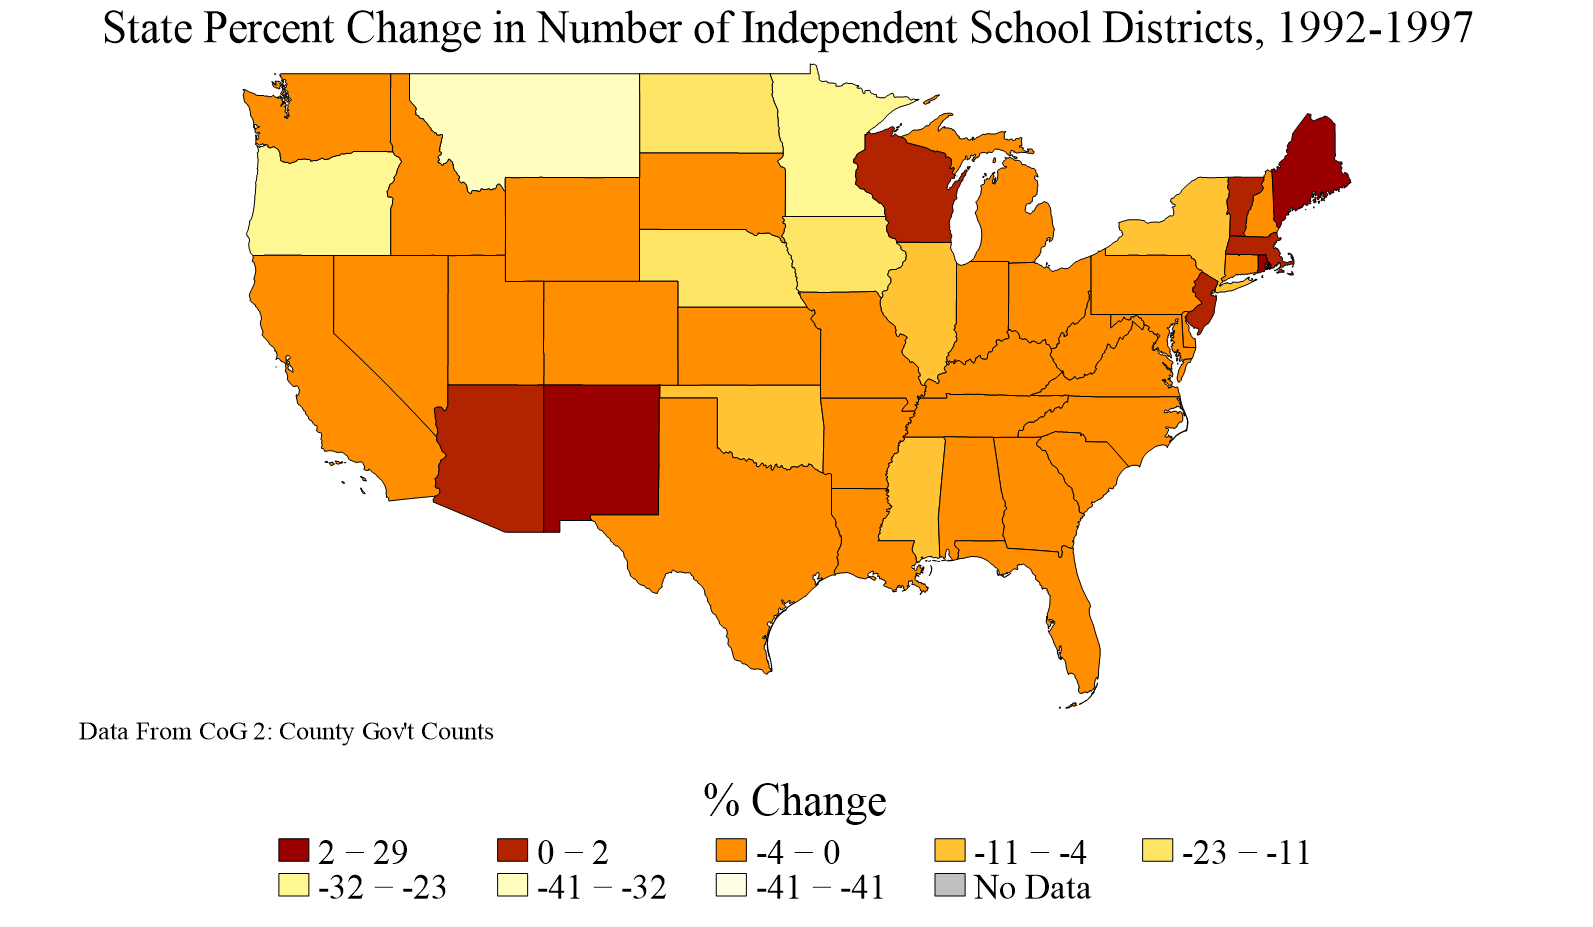 State Percent Change in Number of Independent School Districts, 1992-1997
Data From CoG 2: County Gov't Counts
% Change
2 − 29
0 − 2
-4 − 0
-11 − -4
-23 − -11
-32 − -23
-41 − -32
-41 − -41
No Data